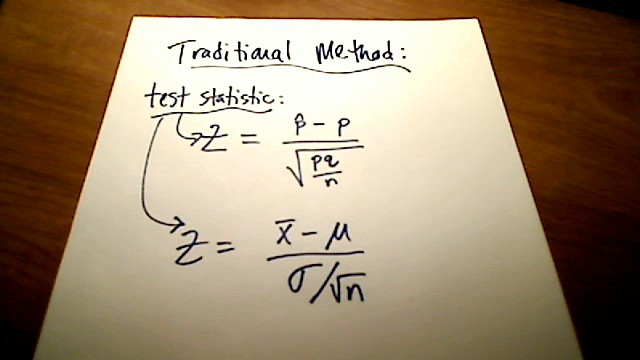 Traditional Method:
test statistic:
Z = p̂ - p / √(pq/n)
Z = x̄ - μ / σ/√n